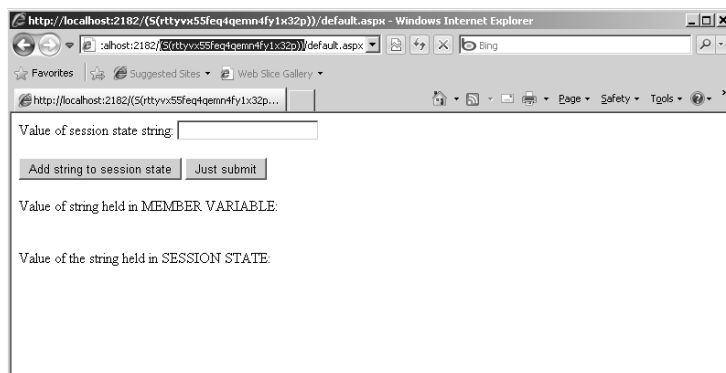 http://localhost:2182/(S(rttyvx55feq4qemn4fy1x32p))/default.aspx - Windows Internet Explorer
:alhost:2182/(S(rttyvx55feq4qemn4fy1x32p))/default.aspx
Bing
Favorites
Suggested Sites
Web Slice Gallery
http://localhost:2182/(S(rttyvx55feq4qemn4fy1x32p...
Page
Safety
Tools
Value of session state string:
Add string to session state
Just submit
Value of string held in MEMBER VARIABLE:
Value of the string held in SESSION STATE: